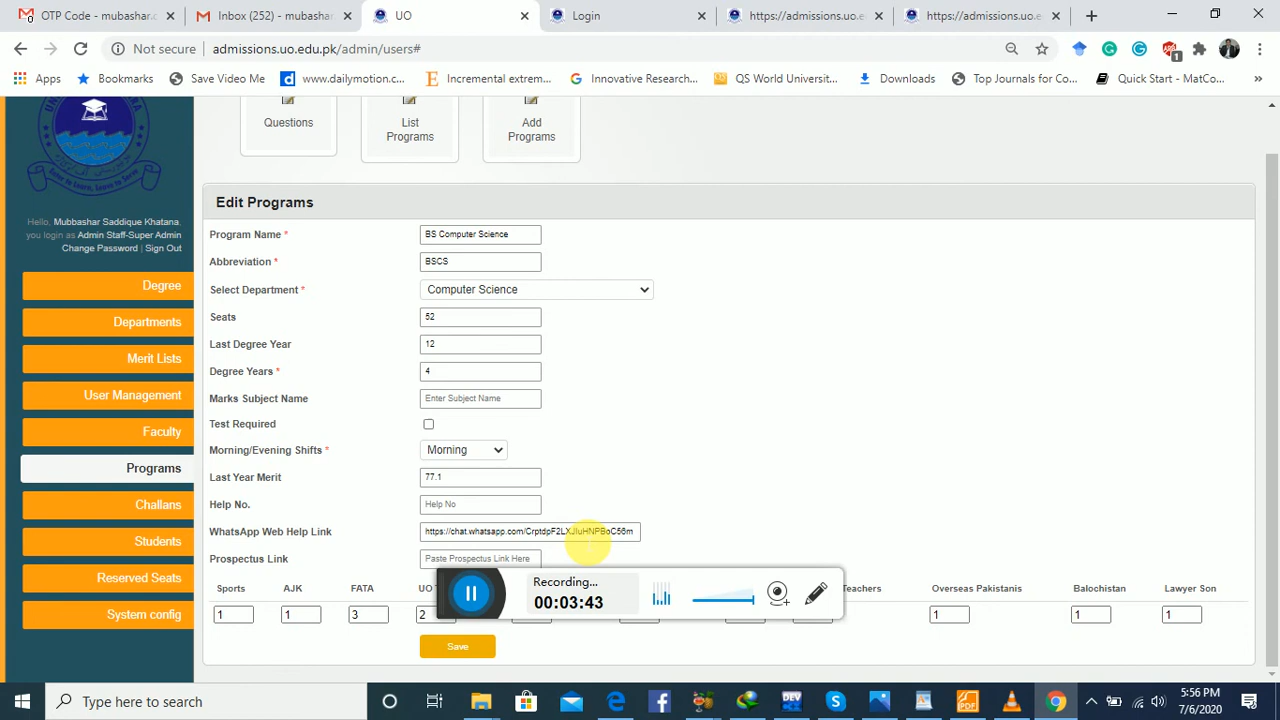 OTP Code - mubashar.c
Inbox (252) - mubashar
UO
Login
https://admissions.uo.e
https://admissions.uo.e
Not secure
admissions.uo.edu.pk/admin/users#
Apps
Bookmarks
Save Video Me
www.dailymotion.c...
Incremental extrem...
Innovative Research...
QS World Universit...
Downloads
Top Journals for Co...
Quick Start - MatCo...
Questions
List
Programs
Add
Programs
Hello, Mubbashar Saddique Khatana,
you login as Admin Staff-Super Admin
Change Password | Sign Out
Degree
Departments
Merit Lists
User Management
Faculty
Programs
Challans
Students
Reserved Seats
System config
Edit Programs
Program Name * BS Computer Science
Abbreviation * BSCS
Select Department * Computer Science
Seats 52
Last Degree Year 12
Degree Years * 4
Marks Subject Name Enter Subject Name
Test Required
Morning/Evening Shifts * Morning
Last Year Merit 77.1
Help No. Help No
WhatsApp Web Help Link
Prospectus Link Paste Prospectus Link Here
Sports AJK FATA UO Teachers Overseas Pakistanis Balochistan Lawyer Son
1 1 3 2 1 1 1
Recording...
00:03:43
Save
Type here to search
5:56 PM
7/6/2020